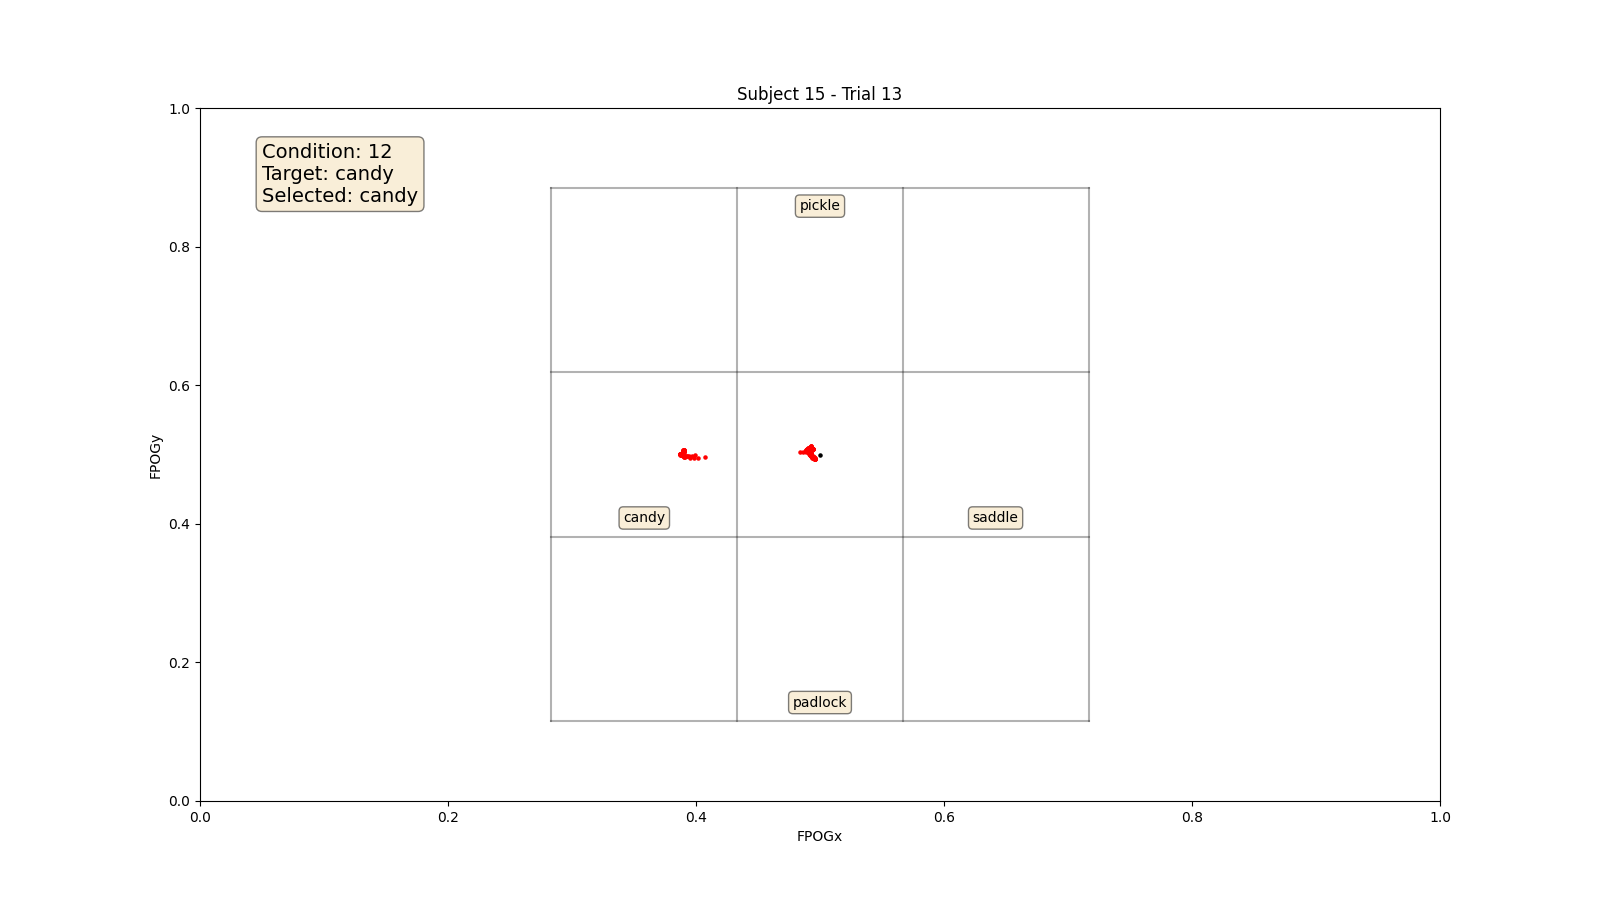 Subject 15 - Trial 13
1.0
Condition: 12
Target: candy
Selected: candy
pickle
0.8
0.6
FPOGy
candy
saddle
0.4
padlock
0.2
0.0
0.0
0.2
0.4
0.6
0.8
1.0
FPOGx